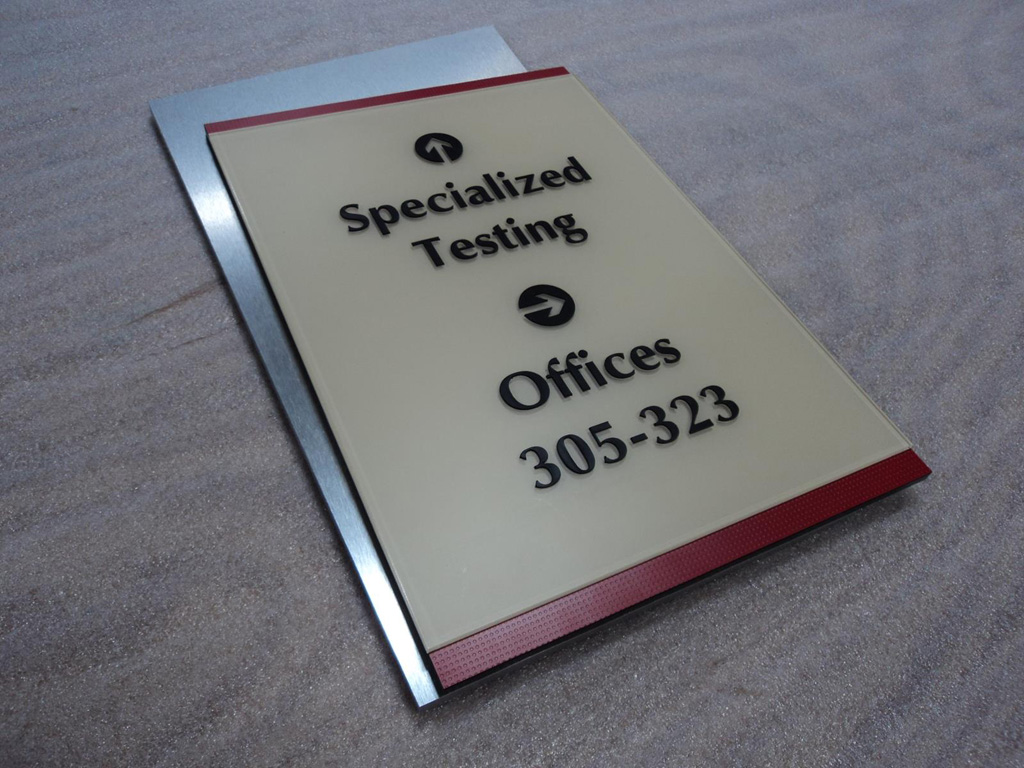 Specialized
Testing
Offices
305-323